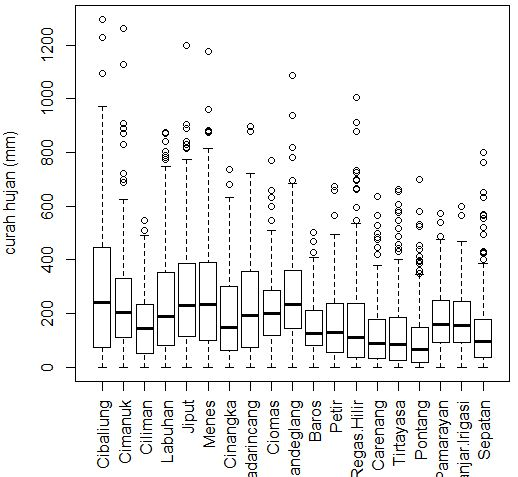 curah hujan (mm)
1200
1000
800
600
400
200
0
Cibaliung
Cimanuk
Ciliman
Labuhan
Jiput
Menes
Cinangka
adarincang
Ciomas
andeglang
Baros
Petir
Regas.Hilir
Carenang
Tirtayasa
Pontang
Pamarayan
anjar.Irigasi
Sepatan